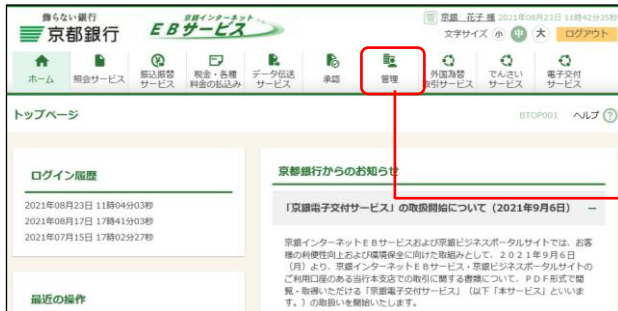 飾らない銀行
京都銀行
京銀インターネット
EBサービス
京銀 花子 様 2021年08月23日 11時04分35秒
文字サイズ 小 中 大 ログアウト
ホーム
照会サービス
振込振替
サービス
税金・各種
料金の払込み
データ伝送
サービス
承認
管理
外国為替
取引サービス
でんさい
サービス
電子交付
サービス
トップページ
BTOP001 ヘルプ ?
ログイン履歴
2021年08月23日 11時04分03秒
2021年08月17日 17時41分03秒
2021年07月15日 17時02分27秒
最近の操作
京都銀行からのお知らせ
「京銀電子交付サービス」の取扱開始について（2021年9月6日） −
京銀インターネットＥＢサービスおよび京銀ビジネスポータルサイトでは、お客
様の利便性向上および環境保全に向けた取組みとして、２０２１年９月６日
（月）より、京銀インターネットＥＢサービス・京銀ビジネスポータルサイトの
ご利用口座のある当行本支店での取引に関する書類について、ＰＤＦ形式で閲
覧・取得いただける「京銀電子交付サービス」（以下「本サービス」といいま
す。）の取扱いを開始いたします。